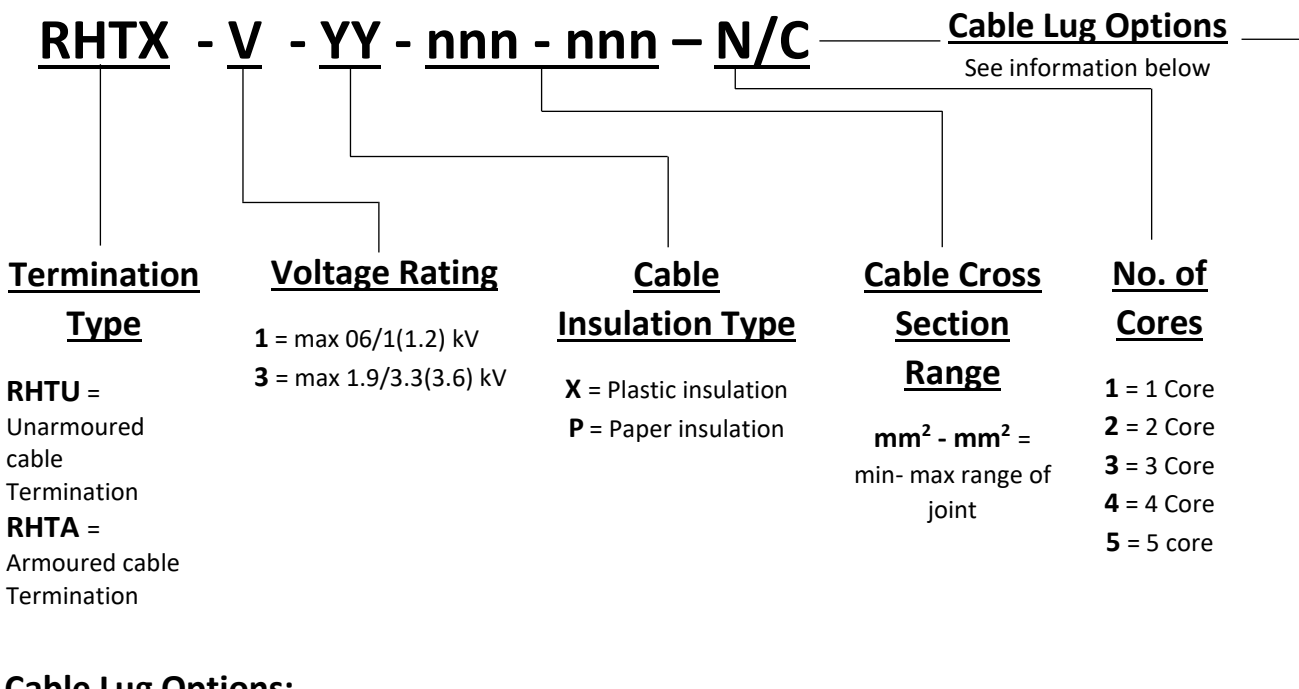 RHTX - V - YY - nnn - nnn – N/C
Cable Lug Options
See information below
Termination
Type
RHTU =
Unarmoured
cable
Termination
RHTA =
Armoured cable
Termination
Voltage Rating
1 = max 06/1(1.2) kV
3 = max 1.9/3.3(3.6) kV
Cable
Insulation Type
X = Plastic insulation
P = Paper insulation
Cable Cross
Section
Range
mm² - mm² =
min- max range of
joint
No. of
Cores
1 = 1 Core
2 = 2 Core
3 = 3 Core
4 = 4 Core
5 = 5 core
Cable Lug Options: